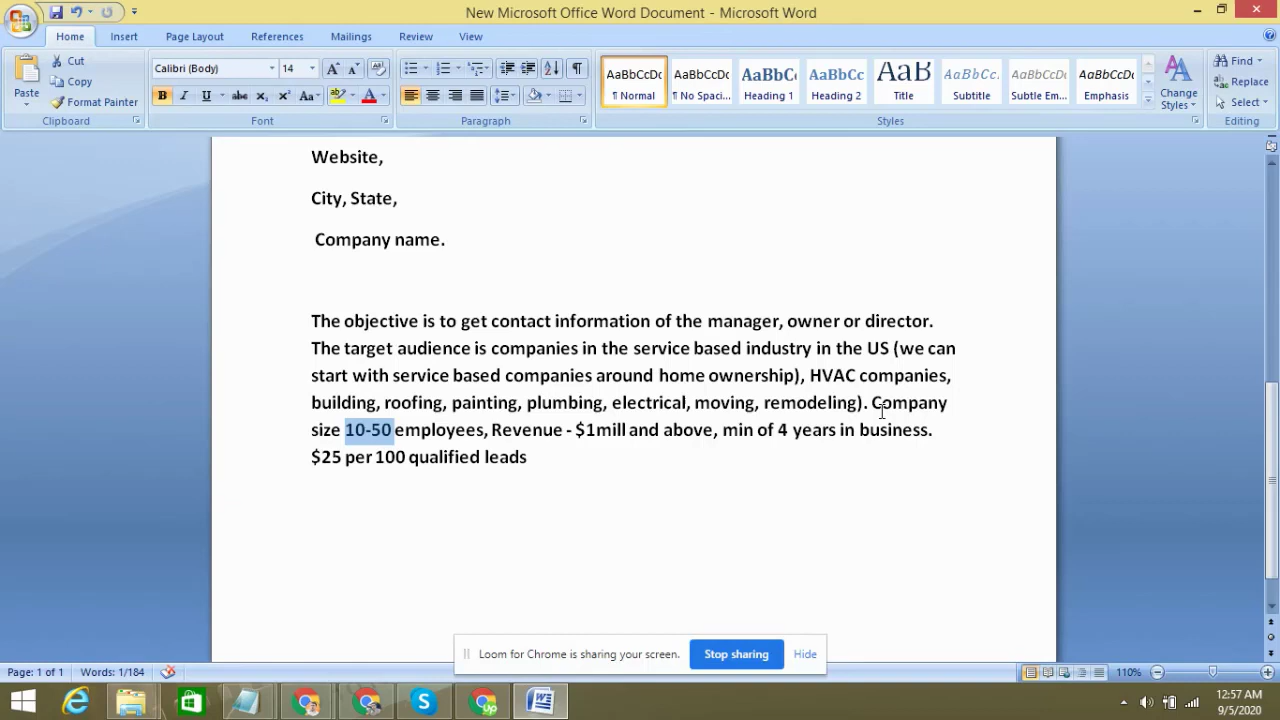 New Microsoft Office Word Document - Microsoft Word
Home Insert Page Layout References Mailings Review View
Paste
Cut
Copy
Format Painter
Clipboard
Calibri (Body) 14
B I U abc
Font
Paragraph
AaBbCcDc
¶ Normal
AaBbCcDc
¶ No Spaci...
AaBbCc
Heading 1
AaBbCc
Heading 2
AaB
Title
AaBbCc.
Subtitle
AaBbCcDc
Subtle Em...
AaBbCcDc
Emphasis
Change
Styles
Styles
Find
Replace
Select
Editing
Website,
City, State,
Company name.
The objective is to get contact information of the manager, owner or director.
The target audience is companies in the service based industry in the US (we can
start with service based companies around home ownership), HVAC companies,
building, roofing, painting, plumbing, electrical, moving, remodeling). Company
size 10-50 employees, Revenue - $1mill and above, min of 4 years in business.
$25 per 100 qualified leads
Loom for Chrome is sharing your screen. Stop sharing Hide
Page: 1 of 1 Words: 1/184 110%
12:57 AM
9/5/2020